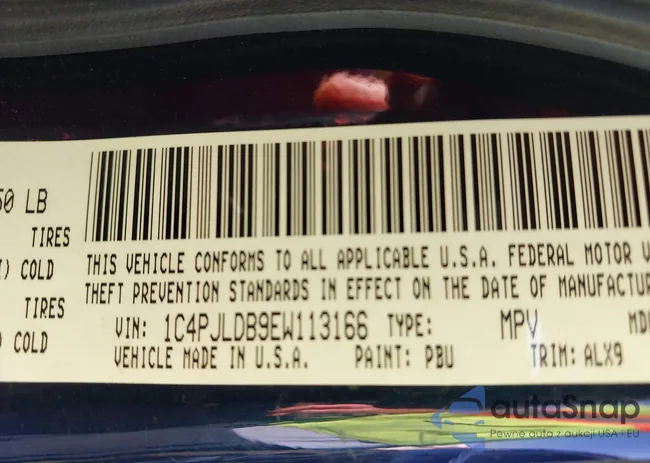 50 LB
TIRES
) COLD
TIRES
) COLD
THIS VEHICLE CONFORMS TO ALL APPLICABLE U.S.A. FEDERAL MOTOR V
THEFT PREVENTION STANDARDS IN EFFECT ON THE DATE OF MANUFACTUR
VIN: 1C4PJLDB9EW113166 TYPE: MPV MD
VEHICLE MADE IN U.S.A. PAINT: PBU TRIM: ALX9
autoSnap
Pewne auto z aukcji USA i EU